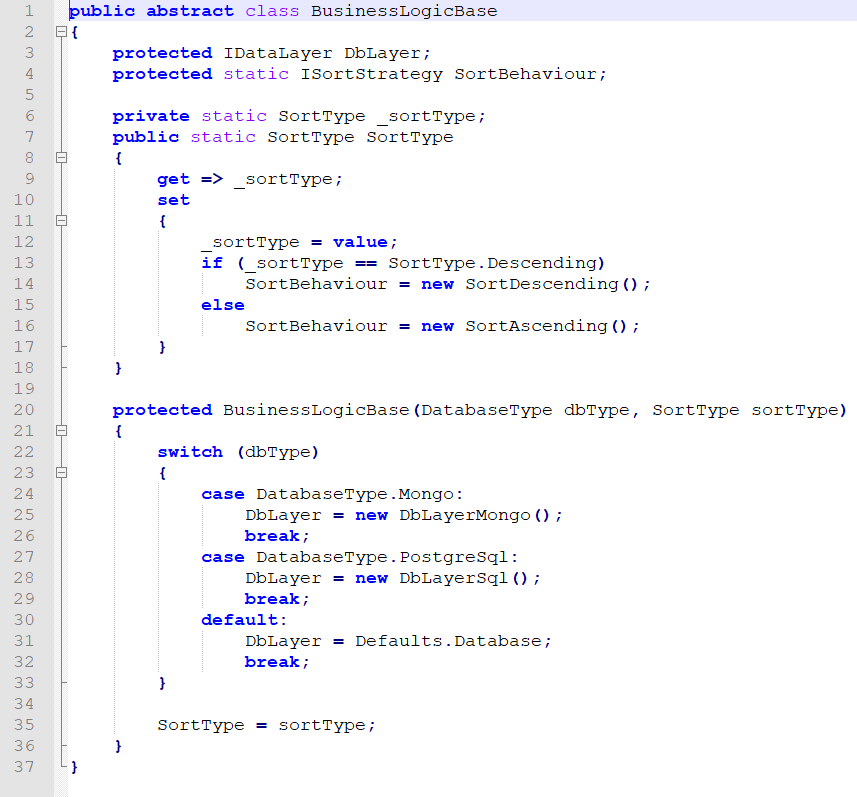 1 public abstract class BusinessLogicBase
2 {
3     protected IDataLayer DbLayer;
4     protected static ISortStrategy SortBehaviour;
5
6     private static SortType _sortType;
7     public static SortType SortType
8     {
9         get => _sortType;
10         set
11         {
12             _sortType = value;
13             if (_sortType == SortType.Descending)
14                 SortBehaviour = new SortDescending();
15             else
16                 SortBehaviour = new SortAscending();
17         }
18     }
19
20     protected BusinessLogicBase(DatabaseType dbType, SortType sortType)
21     {
22         switch (dbType)
23         {
24             case DatabaseType.Mongo:
25                 DbLayer = new DbLayerMongo();
26                 break;
27             case DatabaseType.PostgreSql:
28                 DbLayer = new DbLayerSql();
29                 break;
30             default:
31                 DbLayer = Defaults.Database;
32                 break;
33         }
34
35         SortType = sortType;
36     }
37 }